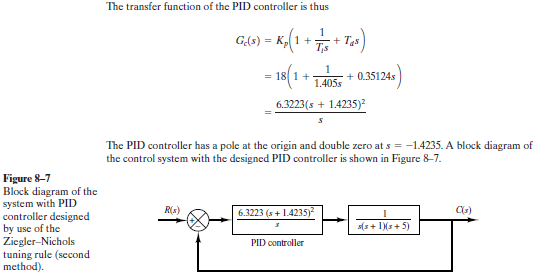 The transfer function of the PID controller is thus
G_c(s) = K_p(1 + 1/(T_i s) + T_d s)
= 18(1 + 1/(1.405s) + 0.35124s)
= 6.3223(s + 1.4235)²/s
The PID controller has a pole at the origin and double zero at s = −1.4235. A block diagram of
the control system with the designed PID controller is shown in Figure 8–7.
Figure 8–7
Block diagram of the
system with PID
controller designed
by use of the
Ziegler–Nichols
tuning rule (second
method).
R(s)
+
−
6.3223 (s + 1.4235)²
s
PID controller
1
s(s + 1)(s + 5)
C(s)